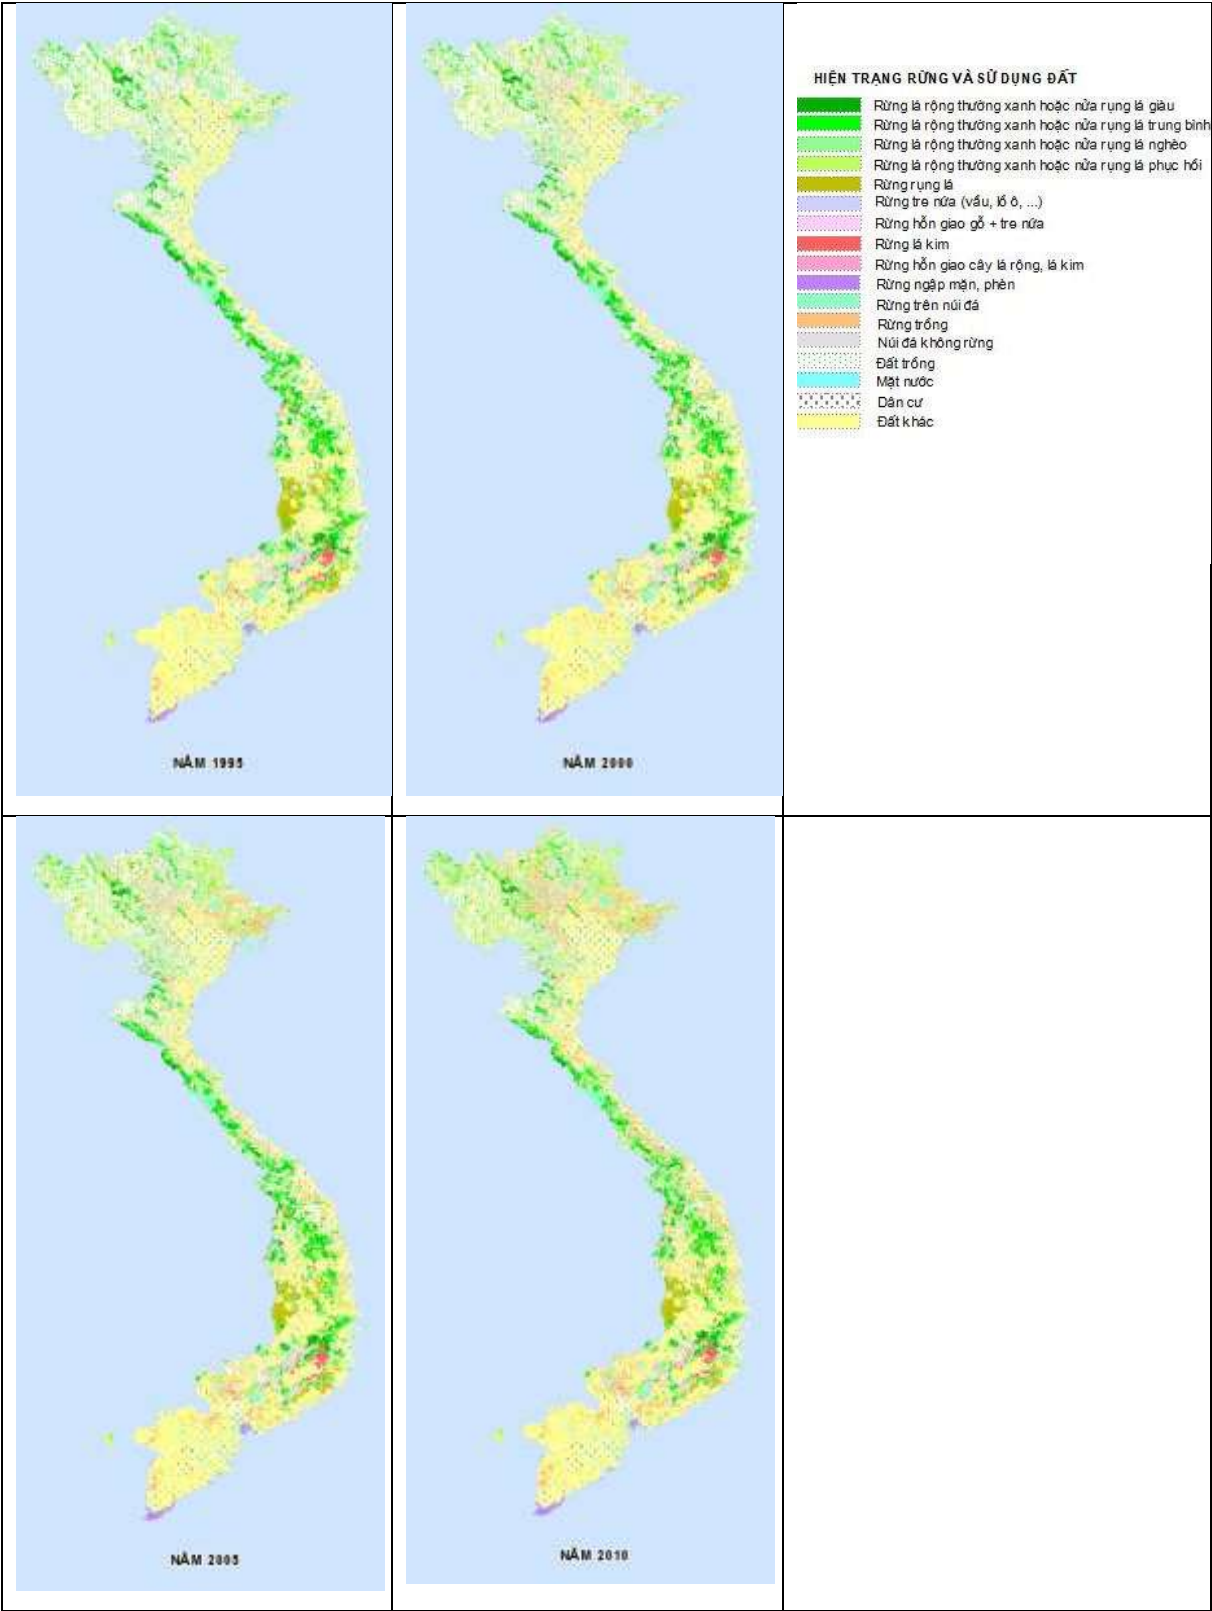 HIỆN TRẠNG RỪNG VÀ SỬ DỤNG ĐẤT
Rừng lá rộng thường xanh hoặc nửa rụng lá giàu
Rừng lá rộng thường xanh hoặc nửa rụng lá trung bình
Rừng lá rộng thường xanh hoặc nửa rụng lá nghèo
Rừng lá rộng thường xanh hoặc nửa rụng lá phục hồi
Rừng rụng lá
Rừng tre nứa (vầu, lồ ô, ...)
Rừng hỗn giao gỗ + tre nứa
Rừng lá kim
Rừng hỗn giao cây lá rộng, lá kim
Rừng ngập mặn, phèn
Rừng trên núi đá
Rừng trồng
Núi đá không rừng
Đất trống
Mặt nước
Dân cư
Đất khác
NĂM 1995
NĂM 2000
NĂM 2005
NĂM 2010